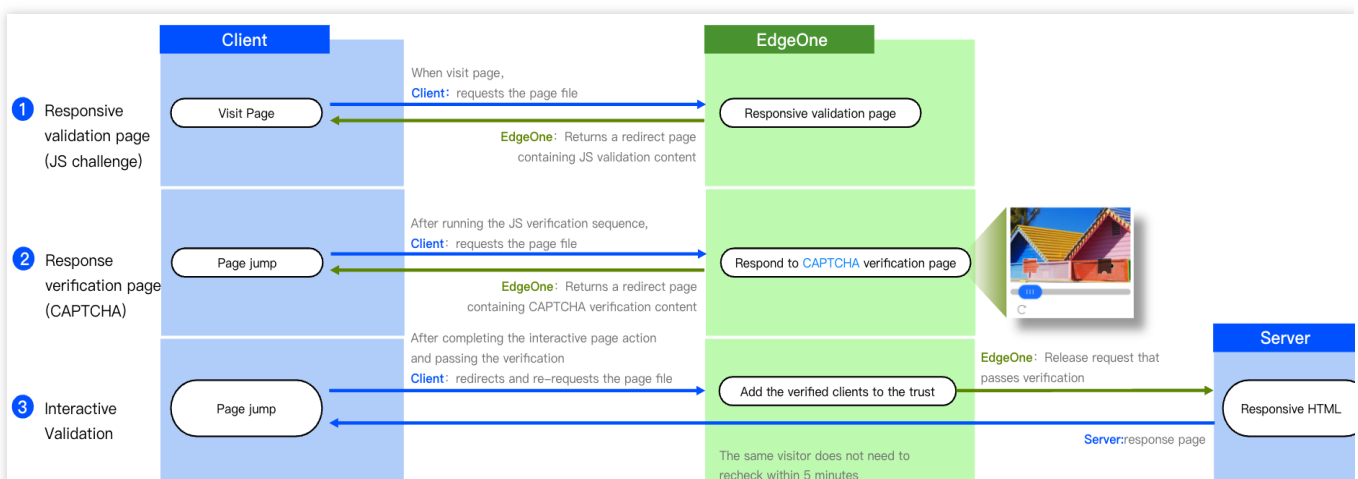 Client
EdgeOne
1
Responsive
validation page
(JS challenge)
Visit Page
When visit page,
Client: requests the page file
EdgeOne: Returns a redirect page
containing JS validation content
Responsive validation page
2
Response
verification page
(CAPTCHA)
Page jump
After running the JS verification sequence,
Client: requests the page file
EdgeOne: Returns a redirect page
containing CAPTCHA verification content
Respond to CAPTCHA verification page
3
Interactive
Validation
Page jump
After completing the interactive page action
and passing the verification
Client: redirects and re-requests the page file
Add the verified clients to the trust
The same visitor does not need to
recheck within 5 minutes
EdgeOne: Release request that
passes verification
Server
Responsive HTML
Server:response page